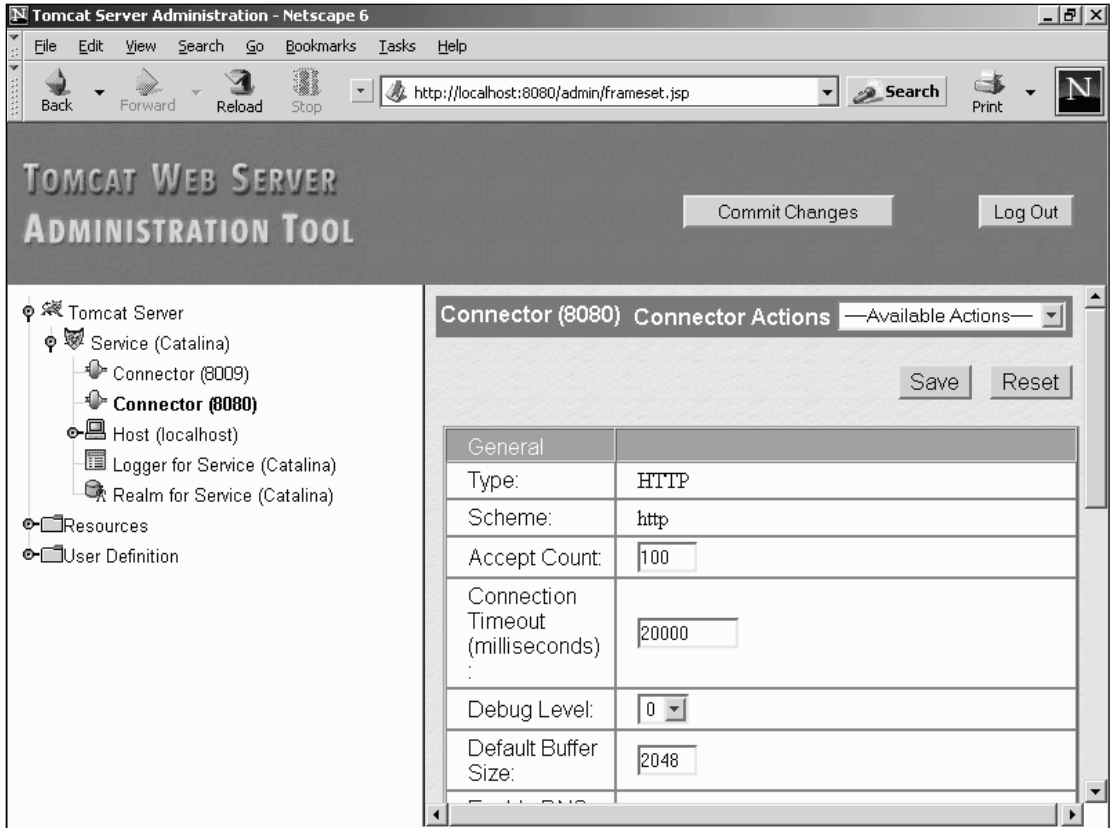 Tomcat Server Administration - Netscape 6
File Edit View Search Go Bookmarks Tasks Help
Back Forward Reload Stop http://localhost:8080/admin/frameset.jsp Search Print N
TOMCAT WEB SERVER
ADMINISTRATION TOOL
Commit Changes Log Out
Tomcat Server
Service (Catalina)
Connector (8009)
Connector (8080)
Host (localhost)
Logger for Service (Catalina)
Realm for Service (Catalina)
Resources
User Definition
Connector (8080) Connector Actions —Available Actions—
Save Reset
General
Type: HTTP
Scheme: http
Accept Count: 100
Connection
Timeout
(milliseconds)
: 20000
Debug Level: 0
Default Buffer
Size: 2048